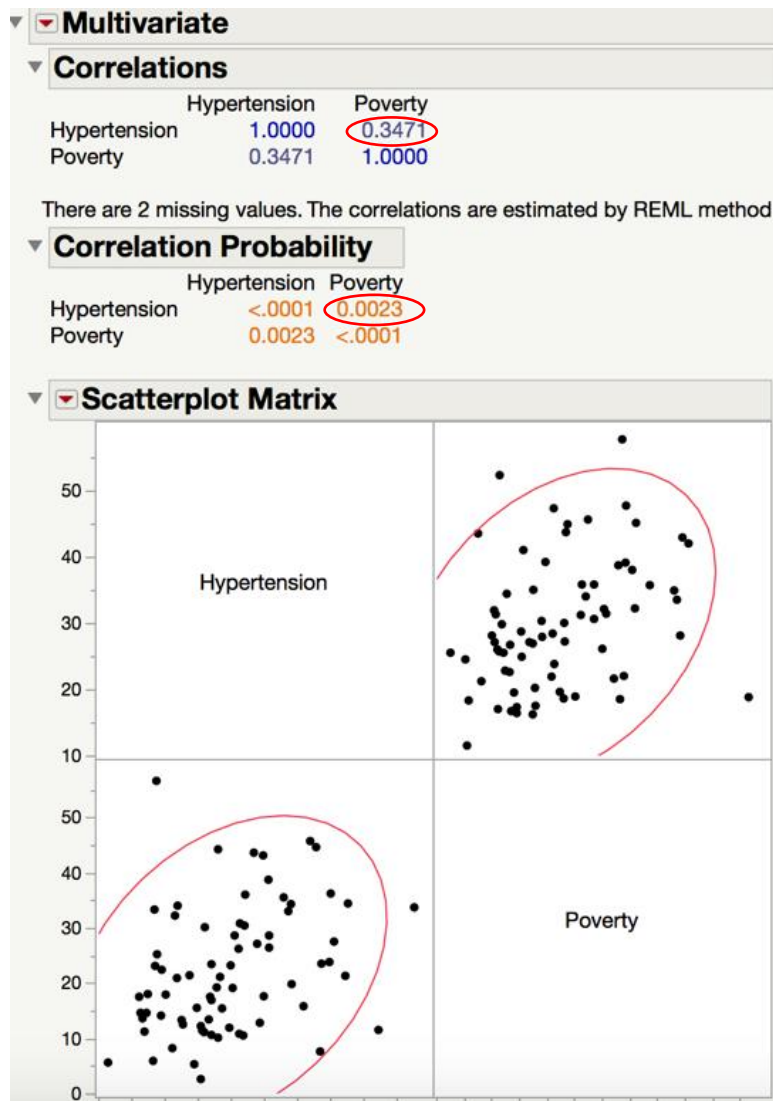 Multivariate
Correlations
Hypertension Poverty
Hypertension 1.0000 0.3471
Poverty 0.3471 1.0000
There are 2 missing values. The correlations are estimated by REML method
Correlation Probability
Hypertension Poverty
Hypertension <.0001 0.0023
Poverty 0.0023 <.0001
Scatterplot Matrix
50
40
Hypertension
30
20
10
50
40
30
Poverty
20
10
0